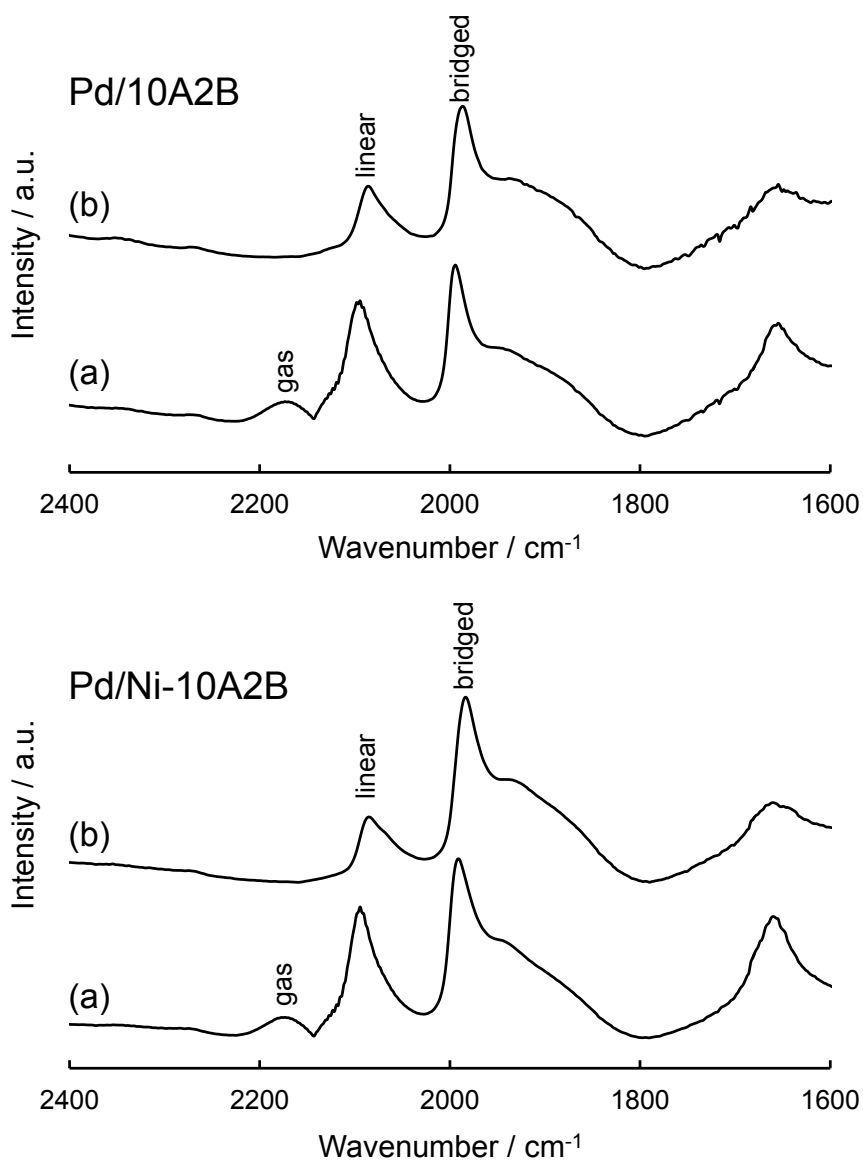 Pd/10A2B
bridged
linear
(b)
Intensity / a.u.
(a)
gas
2400 2200 2000 1800 1600
Wavenumber / cm-1
Pd/Ni-10A2B
bridged
linear
(b)
Intensity / a.u.
(a)
gas
2400 2200 2000 1800 1600
Wavenumber / cm-1